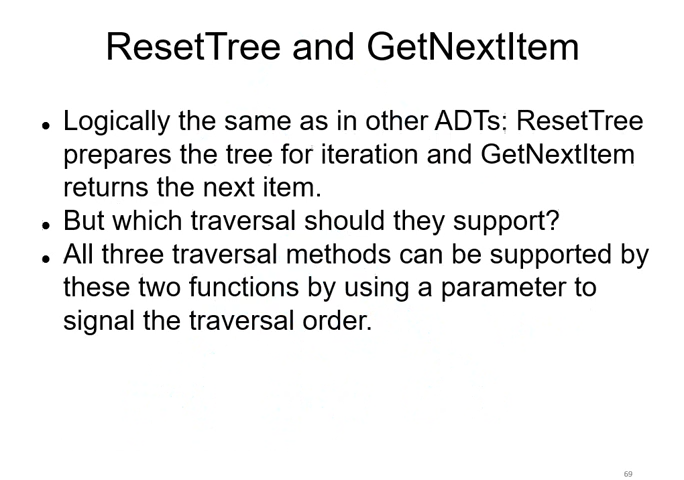 ResetTree and GetNextItem
● Logically the same as in other ADTs: ResetTree
prepares the tree for iteration and GetNextItem
returns the next item.
● But which traversal should they support?
● All three traversal methods can be supported by
these two functions by using a parameter to
signal the traversal order.
69